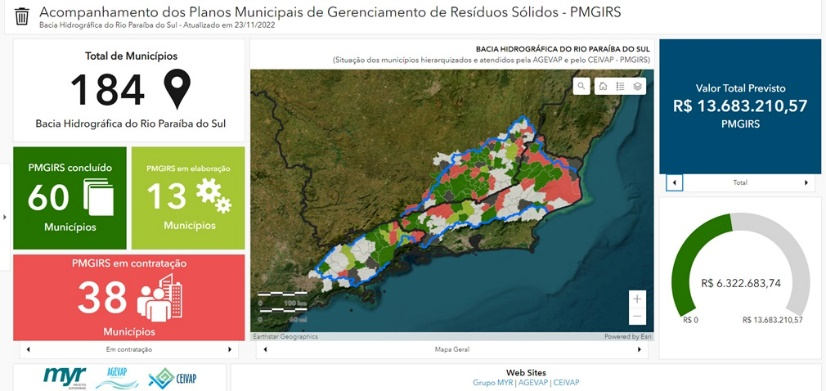 Acompanhamento dos Planos Municipais de Gerenciamento de Resíduos Sólidos - PMGIRS
Bacia Hidrográfica do Rio Paraíba do Sul - Atualizado em 23/11/2022
Total de Municípios
184
Bacia Hidrográfica do Rio Paraíba do Sul
PMGIRS concluído
60
Municípios
PMGIRS em elaboração
13
Municípios
PMGIRS em contratação
38
Municípios
Em contratação
BACIA HIDROGRÁFICA DO RIO PARAÍBA DO SUL
(Situação dos municípios hierarquizados e atendidos pela AGEVAP e pelo CEIVAP - PMGIRS)
100 km
Earthstar Geographics
Powered by Esri
Mapa Geral
Valor Total Previsto
R$ 13.683.210,57
PMGIRS
Total
R$ 6.322.683,74
R$ 0
R$ 13.683.210,57
myr
AGEVAP
CEIVAP
Web Sites
Grupo MYR | AGEVAP | CEIVAP